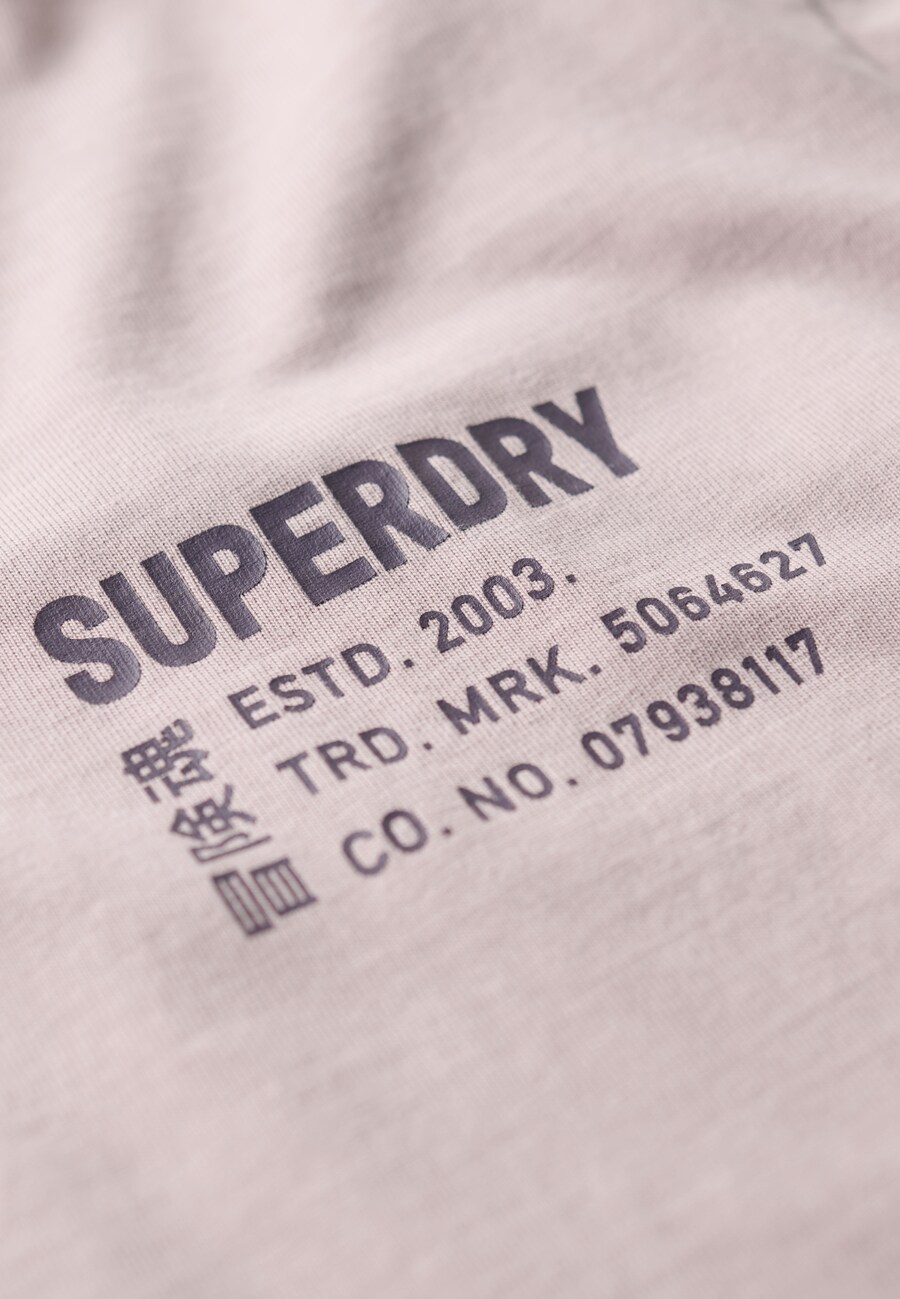 SUPERDRY
ESTD. 2003.
TRD. MRK. 5064627
CO. NO. 07938117